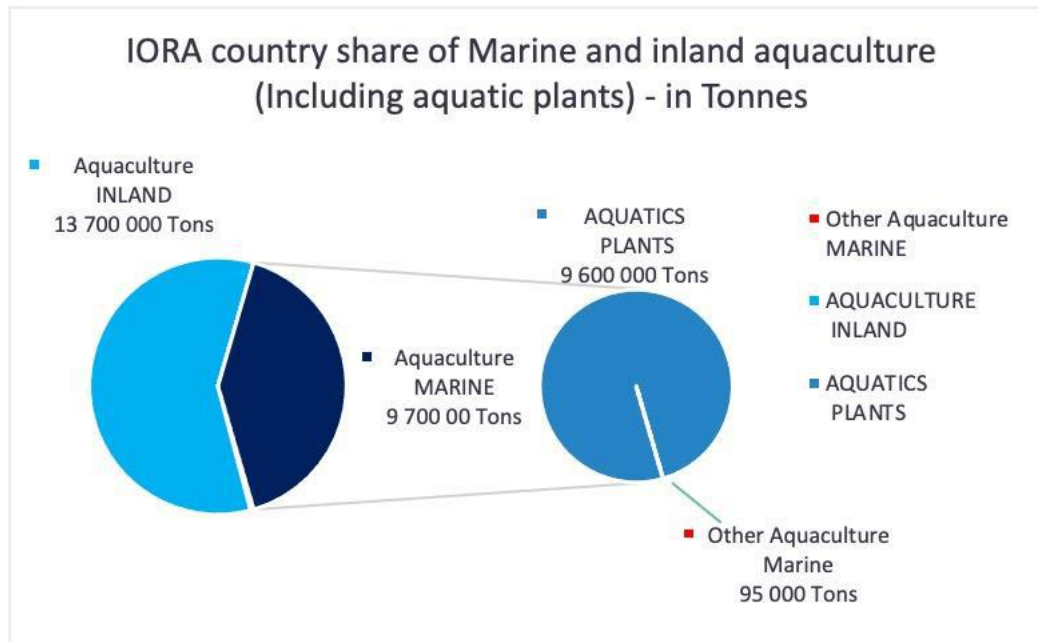 IORA country share of Marine and inland aquaculture
(Including aquatic plants) - in Tonnes
Aquaculture
INLAND
13 700 000 Tons
AQUATICS
PLANTS
9 600 000 Tons
Other Aquaculture
MARINE
AQUACULTURE
INLAND
AQUATICS
PLANTS
Aquaculture
MARINE
9 700 00 Tons
Other Aquaculture
Marine
95 000 Tons